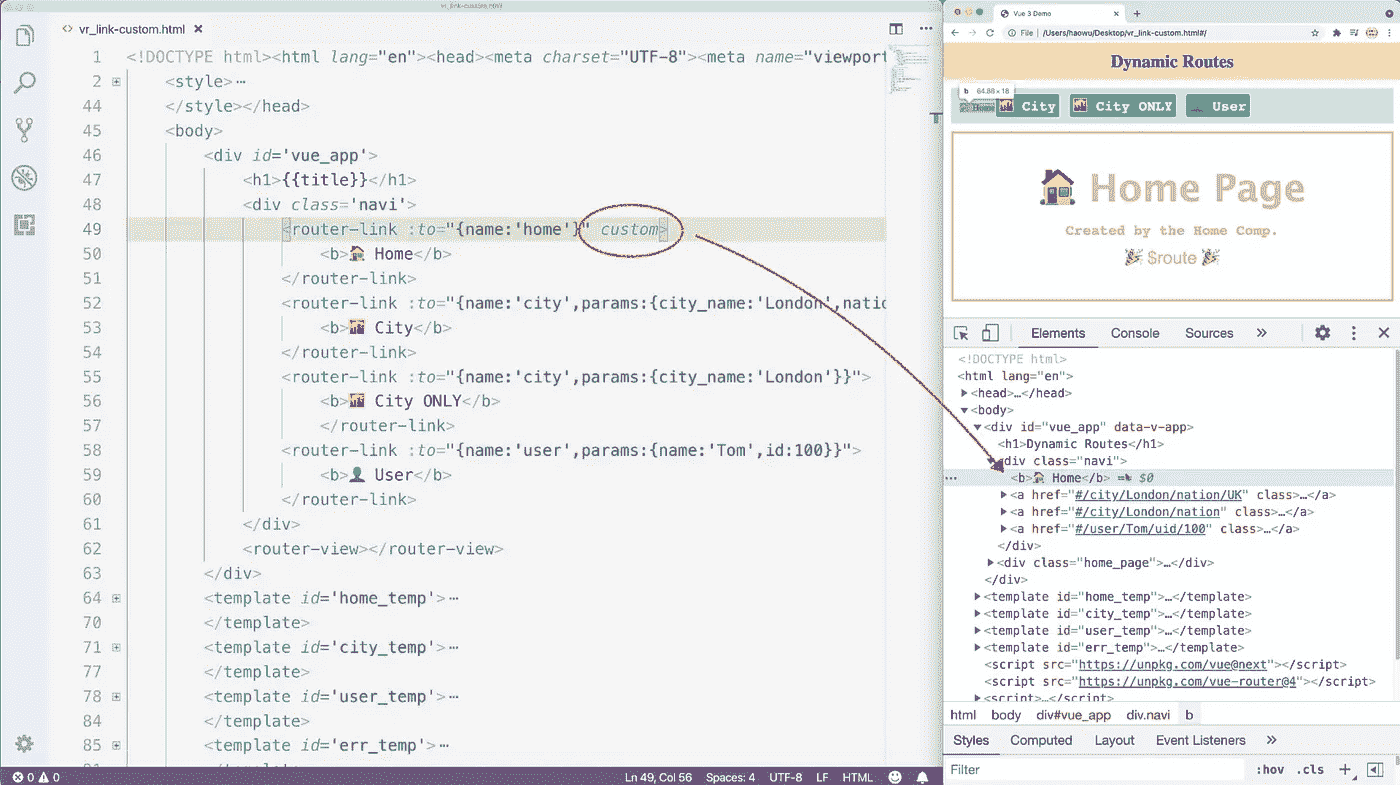 vr_link-custom.html
vr_link-custom.html ×
1 <!DOCTYPE html><html lang="en"><head><meta charset="UTF-8"><meta name="viewport
2 <style>…
44 </style></head>
45 <body>
46 <div id='vue_app'>
47 <h1>{{title}}</h1>
48 <div class='navi'>
49 <router-link :to="{name:'home'}" custom>
50 <b>🏠 Home</b>
51 </router-link>
52 <router-link :to="{name:'city',params:{city_name:'London',natio
53 <b>🌇 City</b>
54 </router-link>
55 <router-link :to="{name:'city',params:{city_name:'London'}}">
56 <b>🌇 City ONLY</b>
57 </router-link>
58 <router-link :to="{name:'user',params:{name:'Tom',id:100}}">
59 <b>👤 User</b>
60 </router-link>
61 </div>
62 <router-view></router-view>
63 </div>
64 <template id='home_temp'>…
70 </template>
71 <template id='city_temp'>…
77 </template>
78 <template id='user_temp'>…
84 </template>
85 <template id='err_temp'>…
0 0
Ln 49, Col 56 Spaces: 4 UTF-8 LF HTML
Vue 3 Demo
File | /Users/haowu/Desktop/vr_link-custom.html#/
Dynamic Routes
b 64.88 × 18
Home City City ONLY User
🏠 Home Page
Created by the Home Comp.
🎉 $route 🎉
Elements Console Sources »
<!DOCTYPE html>
<html lang="en">
<head>…</head>
<body>
<div id="vue_app" data-v-app>
<h1>Dynamic Routes</h1>
<div class="navi">
<b>🏠 Home</b> == $0
<a href="#/city/London/nation/UK" class>…</a>
<a href="#/city/London/nation" class>…</a>
<a href="#/user/Tom/uid/100" class>…</a>
</div>
<div class="home_page">…</div>
</div>
<template id="home_temp">…</template>
<template id="city_temp">…</template>
<template id="user_temp">…</template>
<template id="err_temp">…</template>
<script src="https://unpkg.com/vue@next"></script>
<script src="https://unpkg.com/vue-router@4"></script>
<script>…</script>
html body div#vue_app div.navi b
Styles Computed Layout Event Listeners »
Filter :hov .cls +